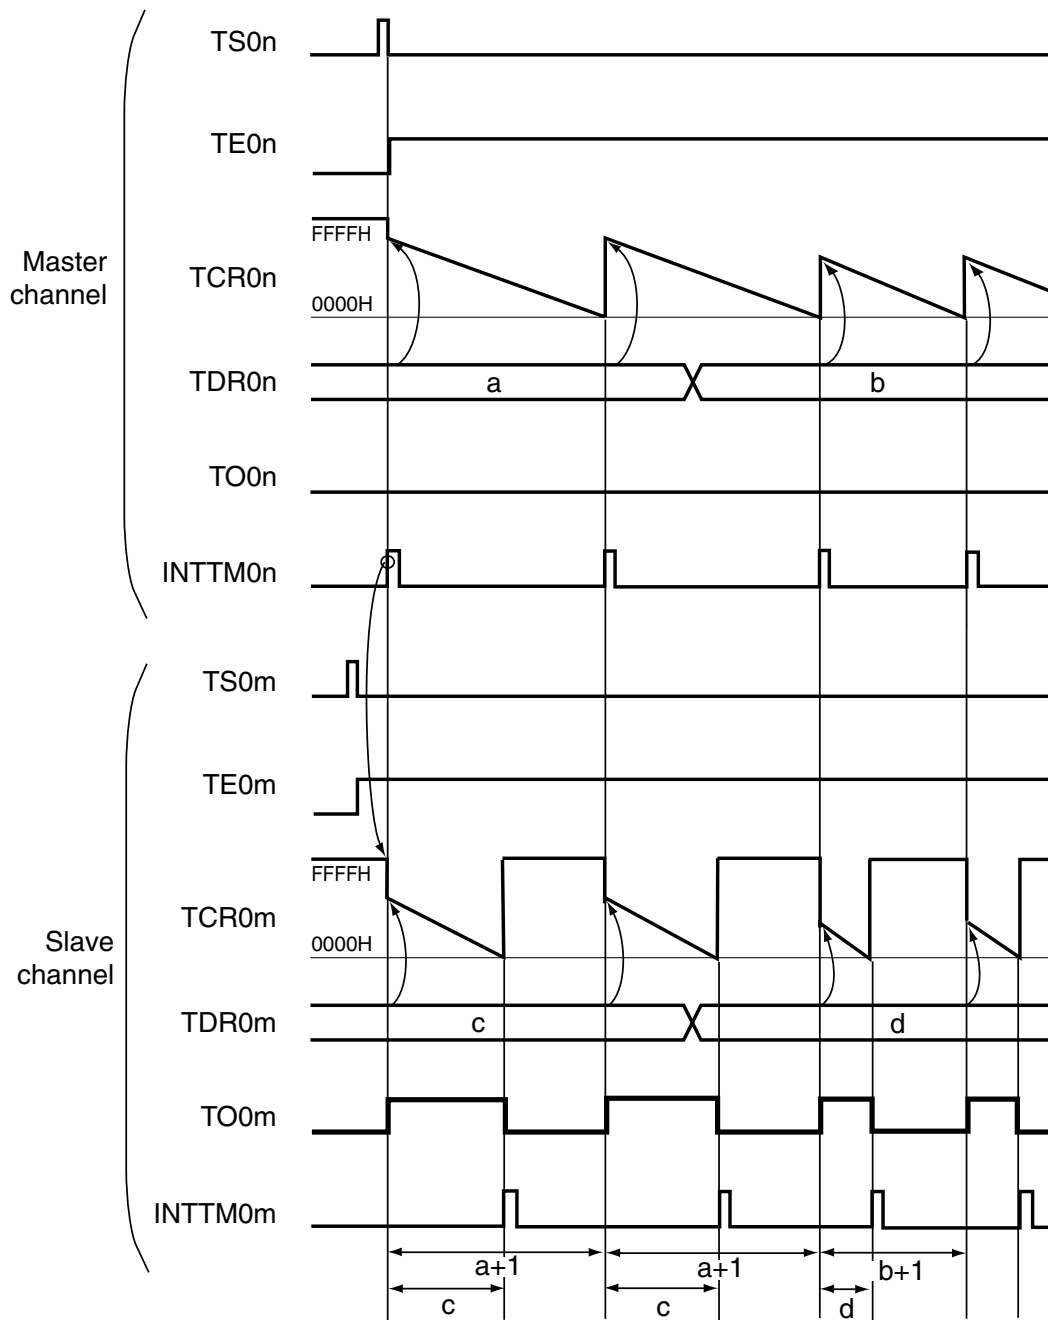 TS0n
TE0n
FFFFH
TCR0n
0000H
Master
channel
TDR0n
a
b
TO0n
INTTM0n
TS0m
TE0m
FFFFH
TCR0m
0000H
Slave
channel
TDR0m
c
d
TO0m
INTTM0m
a+1
a+1
b+1
c
c
d